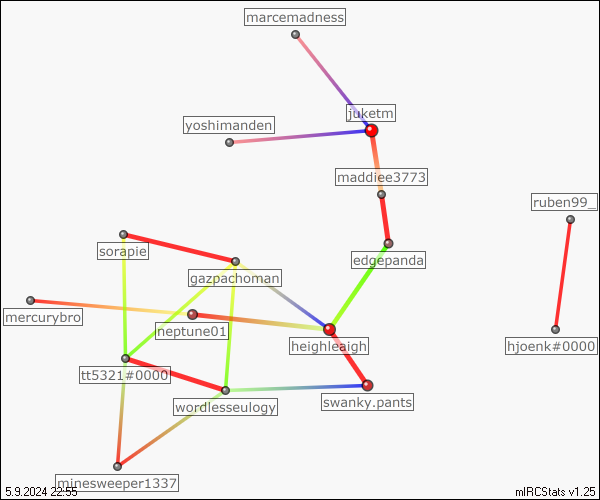 marcemadness
juketm
yoshimanden
maddiee3773
ruben99_
sorapie
edgepanda
gazpachoman
mercurybro
neptune01
heighleaigh
hjoenk#0000
tt5321#0000
swanky.pants
wordlesseulogy
minesweeper1337
5.9.2024 22:55
mIRCStats v1.25